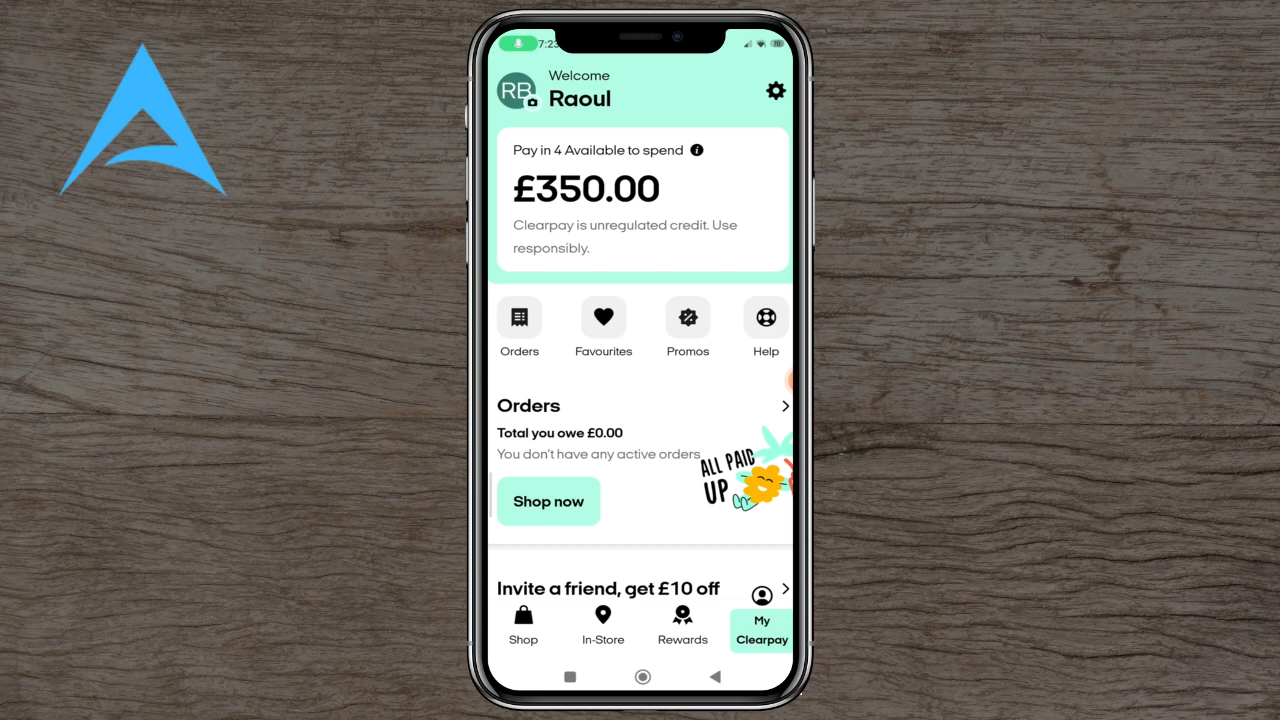 7:23
70
RB
Welcome
Raoul
Pay in 4 Available to spend
£350.00
Clearpay is unregulated credit. Use
responsibly.
Orders
Favourites
Promos
Help
Orders
Total you owe £0.00
You don't have any active orders
ALL PAID
UP
Shop now
Invite a friend, get £10 off
Shop
In-Store
Rewards
My
Clearpay